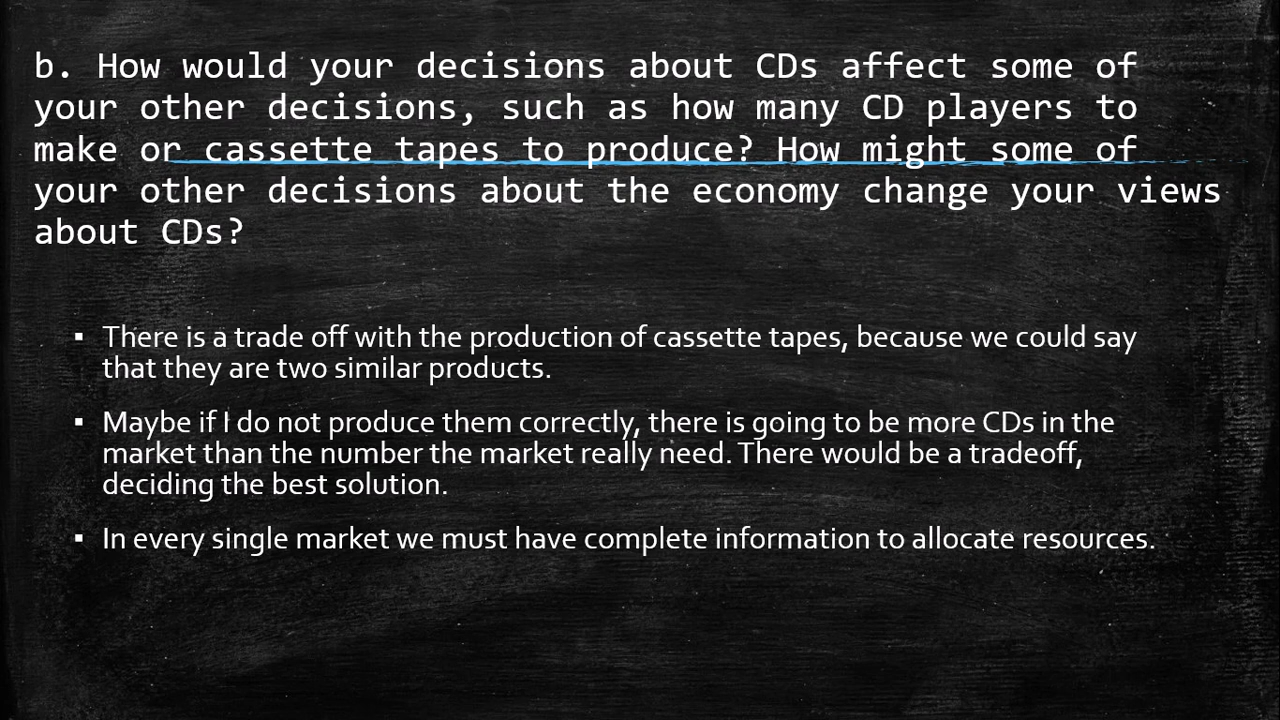 b. How would your decisions about CDs affect some of
your other decisions, such as how many CD players to
make or cassette tapes to produce? How might some of
your other decisions about the economy change your views
about CDs?
▪ There is a trade off with the production of cassette tapes, because we could say
that they are two similar products.
▪ Maybe if I do not produce them correctly, there is going to be more CDs in the
market than the number the market really need. There would be a tradeoff,
deciding the best solution.
▪ In every single market we must have complete information to allocate resources.